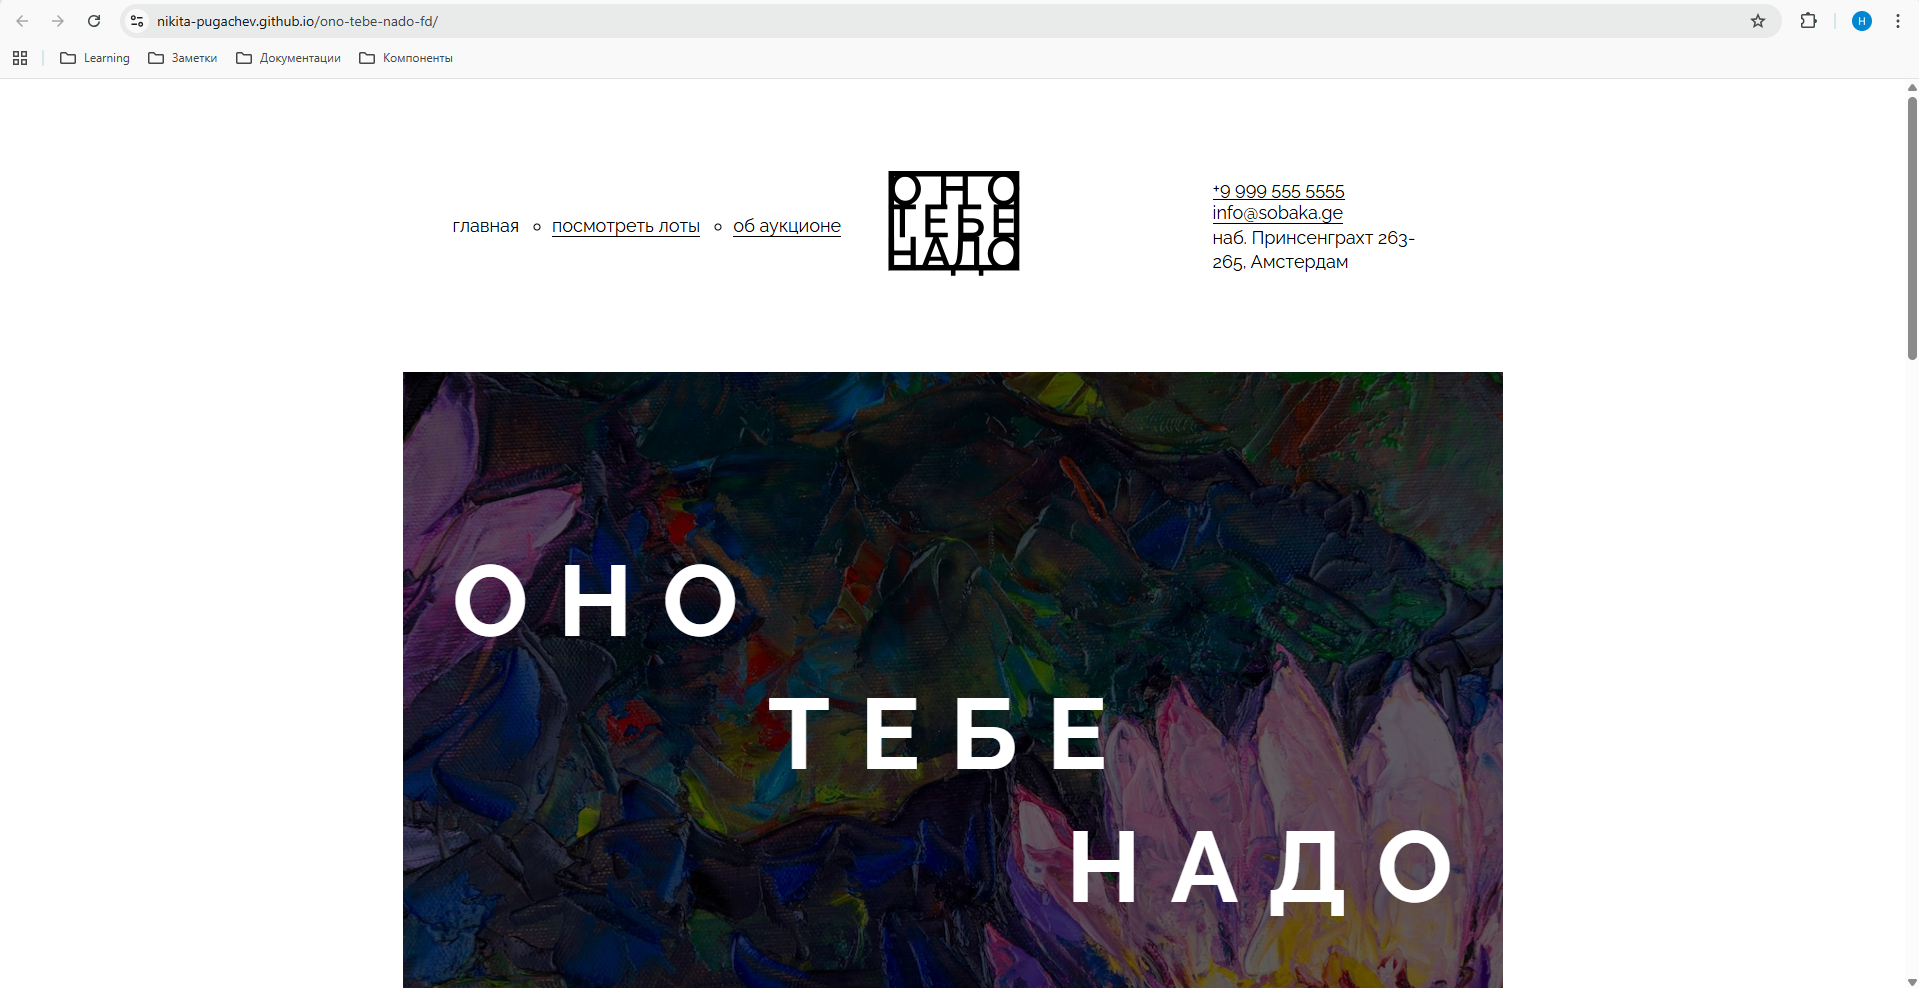 nikita-pugachev.github.io/ono-tebe-nado-fd/
Н
Learning
Заметки
Документации
Компоненты
главная
посмотреть лоты
об аукционе
ОНО
ТЕБЕ
НАДО
+9 999 555 5555
info@sobaka.ge
наб. Принсенграхт 263-
265, Амстердам
ОНО
ТЕБЕ
НАДО